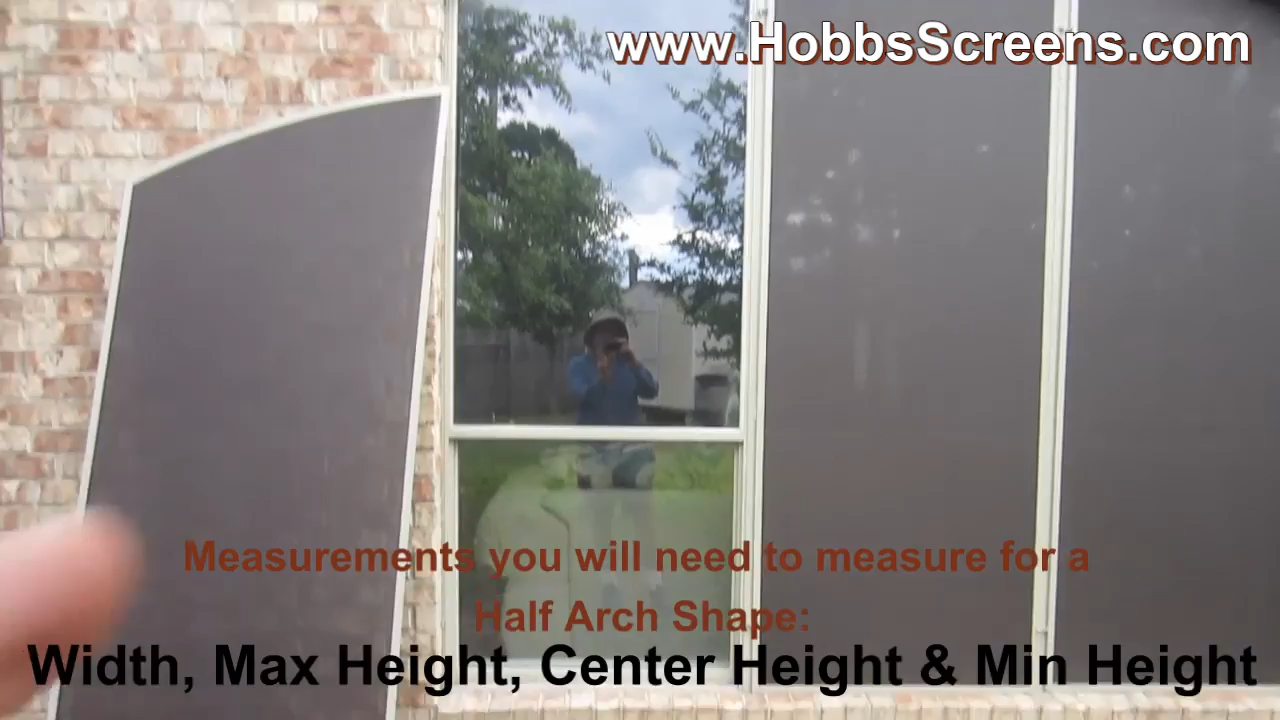 www.HobbsScreens.com
Measurements you will need to measure for a
Half Arch Shape:
Width, Max Height, Center Height & Min Height